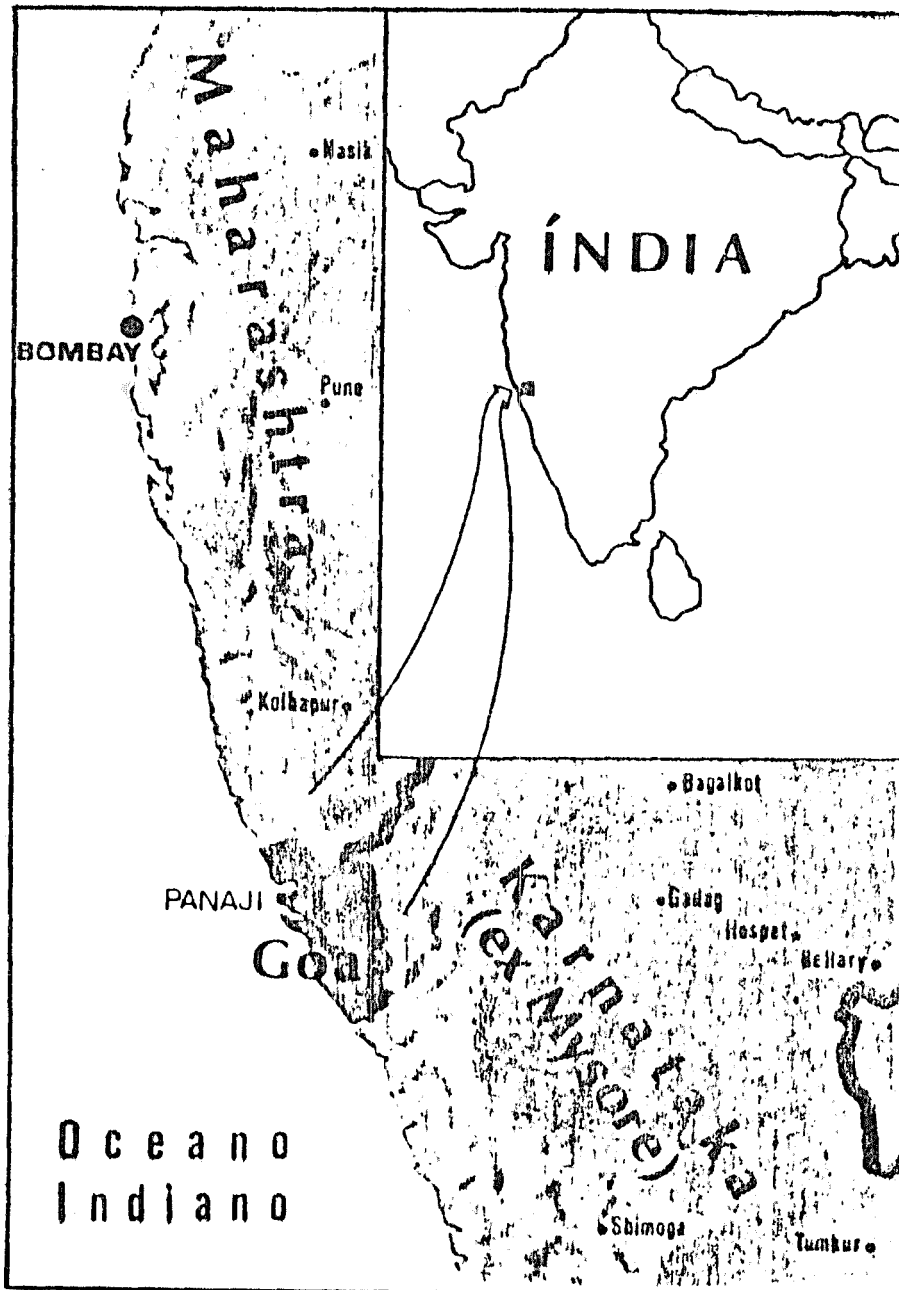 Maharashtra
Nasik
ÍNDIA
BOMBAY
Pune
Kolhapur
Bagalkot
PANAJI
Gadag
Goa
Hospet
Bellary
Karnataka
(ex Mysore)
Oceano
Indiano
Shimoga
Tumkur